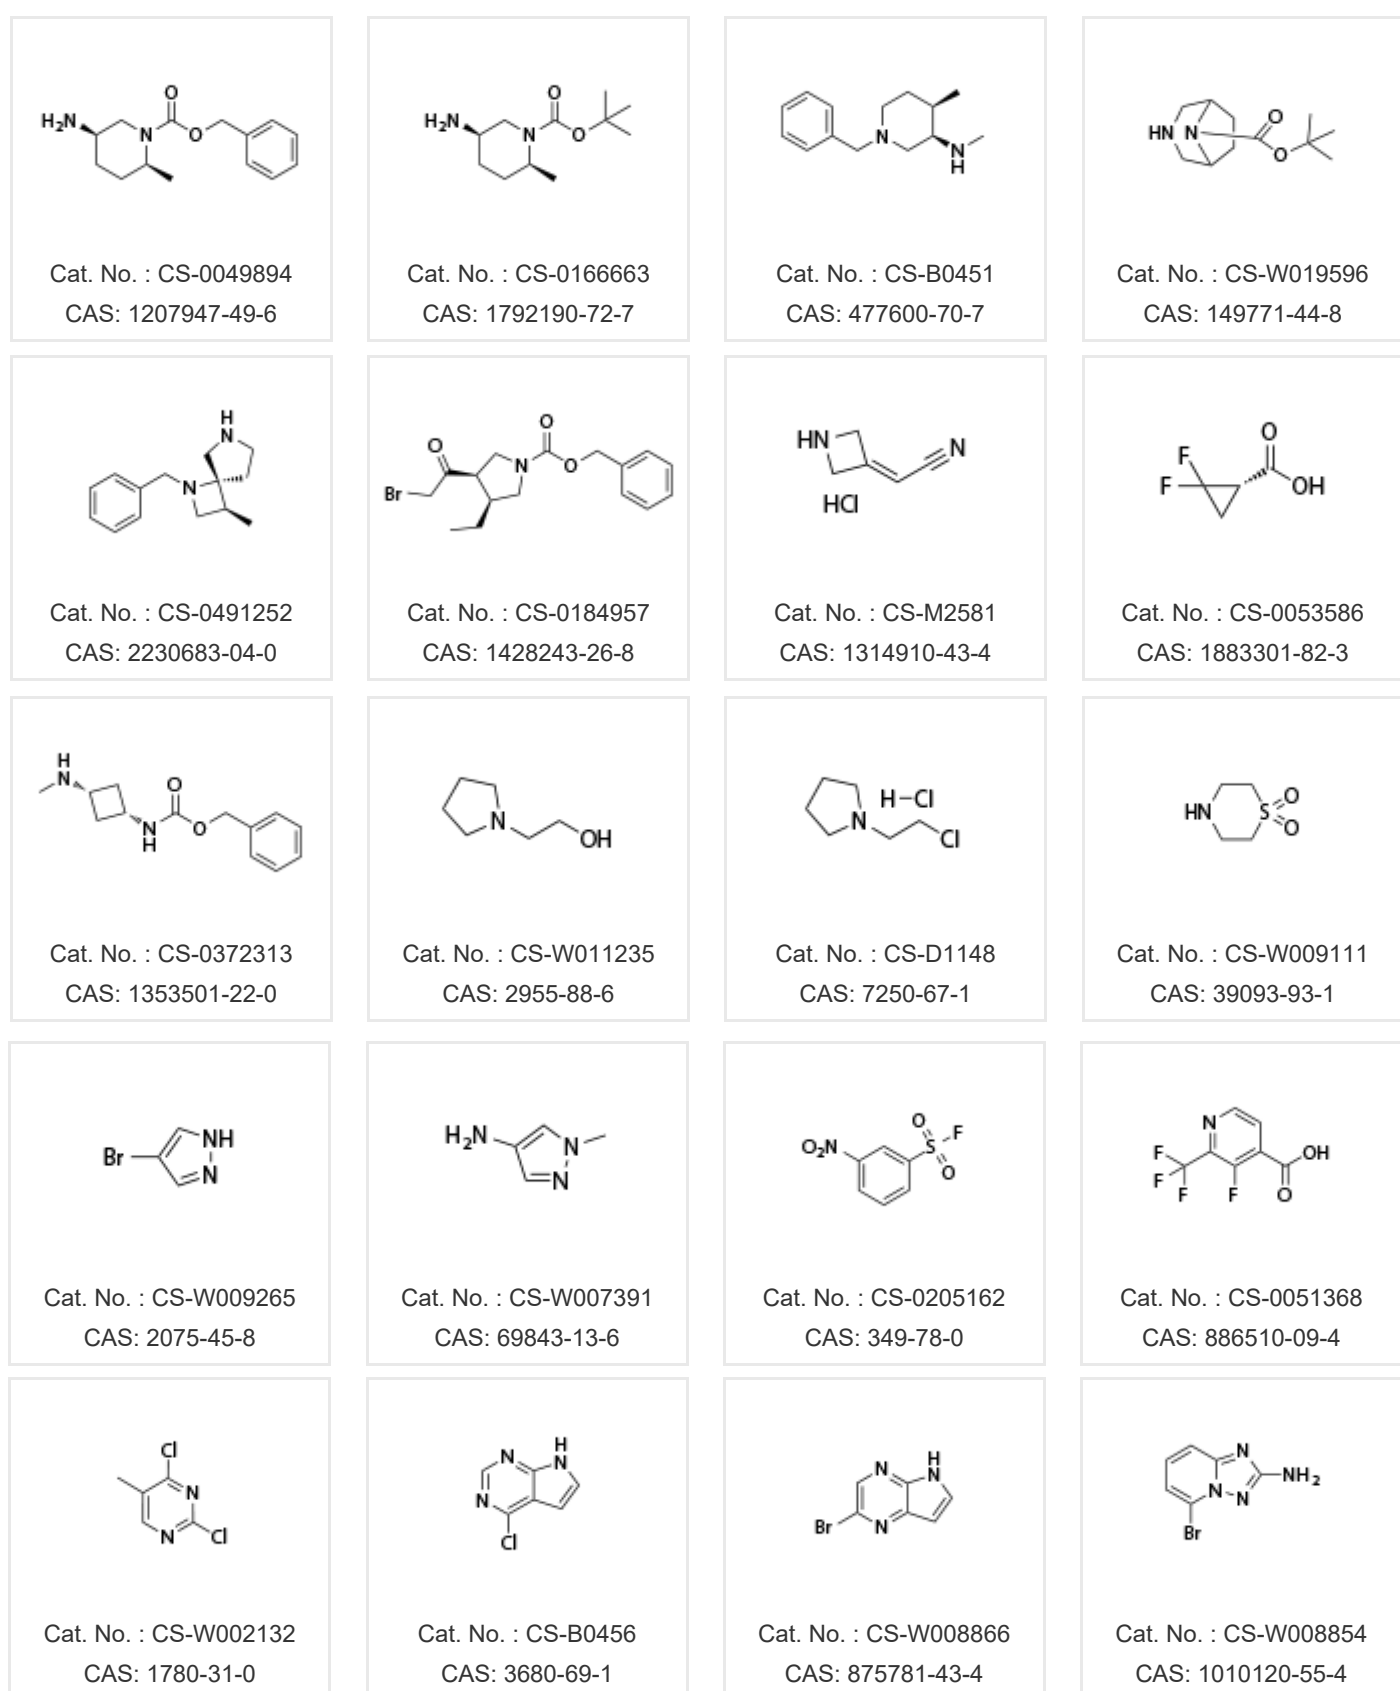 H₂N N O O
H₂N N O O
N N H
HN N O O
Cat. No. : CS-0049894
CAS: 1207947-49-6
Cat. No. : CS-0166663
CAS: 1792190-72-7
Cat. No. : CS-B0451
CAS: 477600-70-7
Cat. No. : CS-W019596
CAS: 149771-44-8
H N N
O Br N O O
HN N HCl
F F O OH
Cat. No. : CS-0491252
CAS: 2230683-04-0
Cat. No. : CS-0184957
CAS: 1428243-26-8
Cat. No. : CS-M2581
CAS: 1314910-43-4
Cat. No. : CS-0053586
CAS: 1883301-82-3
H N N H O O
N OH
N H-Cl Cl
HN S O O
Cat. No. : CS-0372313
CAS: 1353501-22-0
Cat. No. : CS-W011235
CAS: 2955-88-6
Cat. No. : CS-D1148
CAS: 7250-67-1
Cat. No. : CS-W009111
CAS: 39093-93-1
Br NH N
H₂N N N
O₂N O S F O
N F F F F O OH
Cat. No. : CS-W009265
CAS: 2075-45-8
Cat. No. : CS-W007391
CAS: 69843-13-6
Cat. No. : CS-0205162
CAS: 349-78-0
Cat. No. : CS-0051368
CAS: 886510-09-4
Cl N N Cl
N N H N Cl
N H N Br N
N N N NH₂ Br
Cat. No. : CS-W002132
CAS: 1780-31-0
Cat. No. : CS-B0456
CAS: 3680-69-1
Cat. No. : CS-W008866
CAS: 875781-43-4
Cat. No. : CS-W008854
CAS: 1010120-55-4